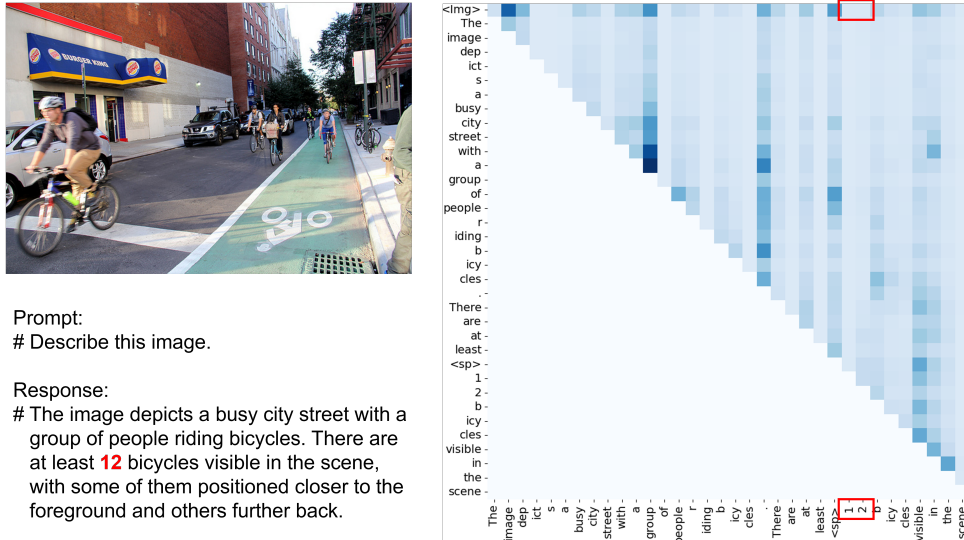 BURGER KING
Prompt:
# Describe this image.
Response:
# The image depicts a busy city street with a
group of people riding bicycles. There are
at least 12 bicycles visible in the scene,
with some of them positioned closer to the
foreground and others further back.
<Img>
The
image
dep
ict
s
a
busy
city
street
with
a
group
of
people
r
iding
b
icy
cles
.
There
are
at
least
<sp>
1
2
b
icy
cles
visible
in
the
scene
The
image
dep
ict
s
a
busy
city
street
with
a
group
of
people
r
iding
b
icy
cles
.
There
are
at
least
<sp>
1
2
b
icy
cles
visible
in
the
scene